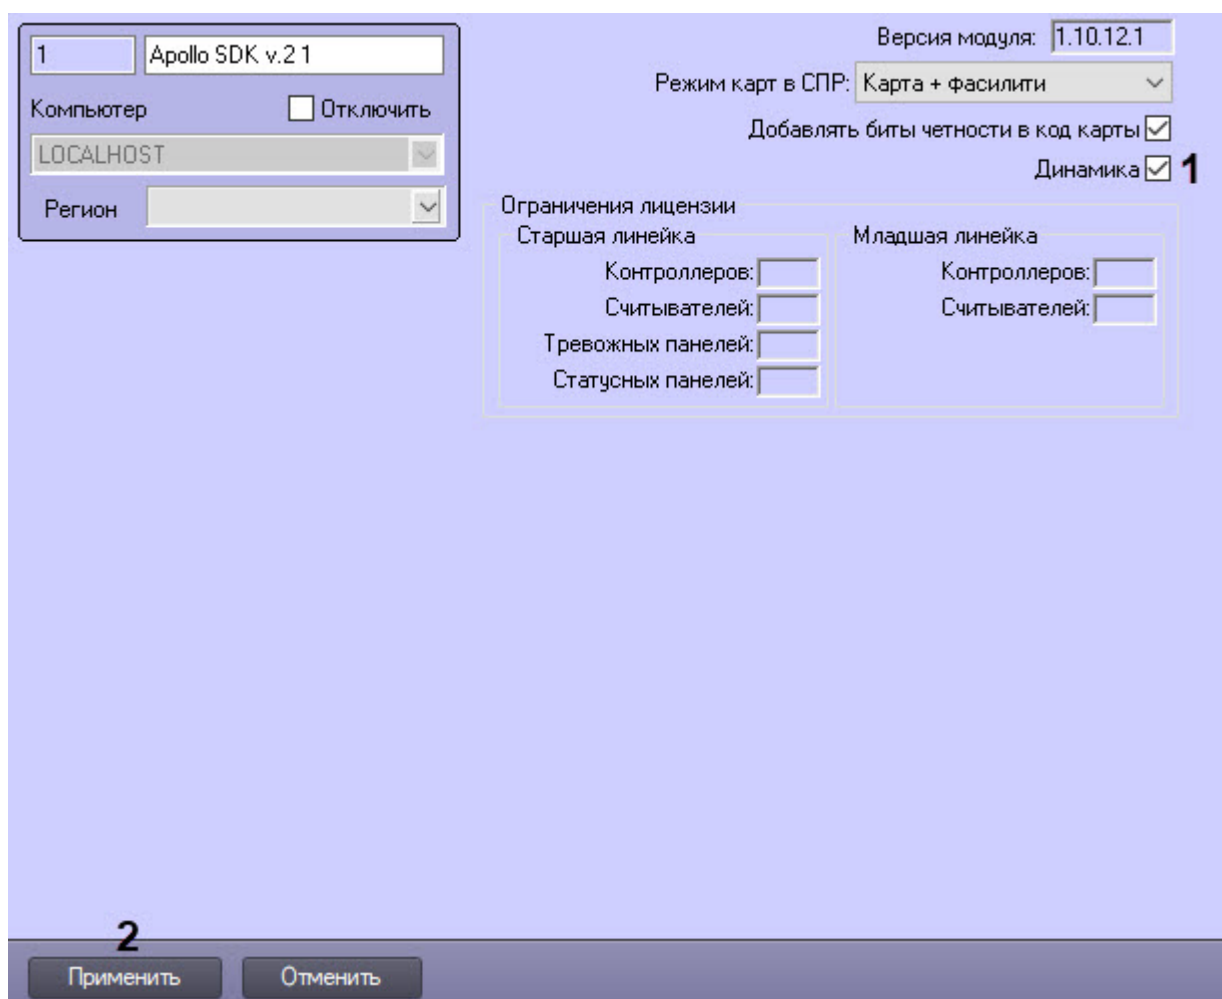 1
Apollo SDK v.2 1
Компьютер
Отключить
LOCALHOST
Регион
Версия модуля: 1.10.12.1
Режим карт в СПР: Карта + фасилити
Добавлять биты четности в код карты
Динамика 1
Ограничения лицензии
Старшая линейка
Контроллеров:
Считывателей:
Тревожных панелей:
Статусных панелей:
Младшая линейка
Контроллеров:
Считывателей:
2
Применить
Отменить